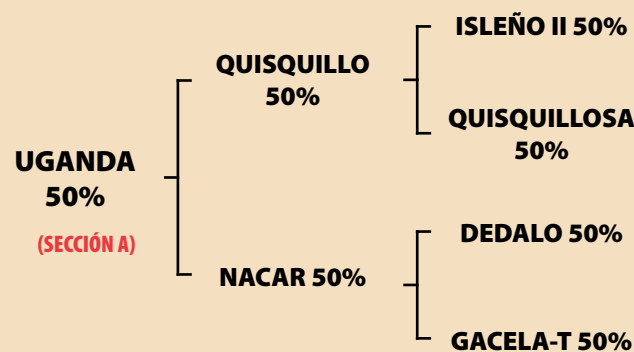 UGANDA
50%
(SECCIÓN A)
QUISQUILLO
50%
NACAR 50%
ISLEÑO II 50%
QUISQUILLOSA
50%
DEDALO 50%
GACELA-T 50%